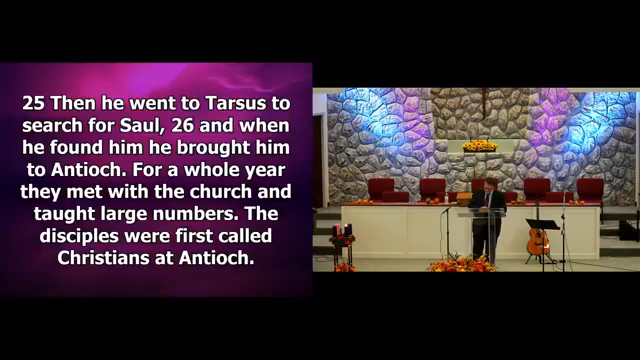 25 Then he went to Tarsus to
search for Saul, 26 and when
he found him he brought him
to Antioch. For a whole year
they met with the church and
taught large numbers. The
disciples were first called
Christians at Antioch.